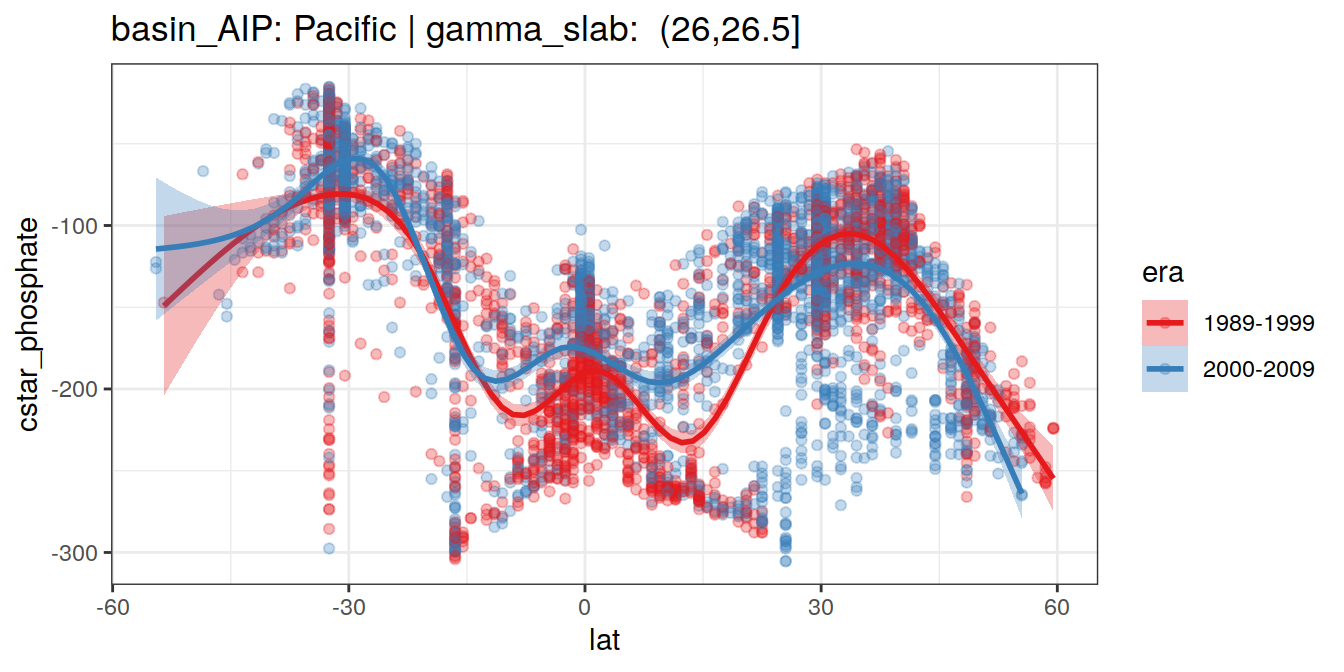 basin_AIP: Pacific | gamma_slab:  (26,26.5]
cstar_phosphate
-100
-200
-300
-60
-30
0
30
60
lat
era
1989-1999
2000-2009